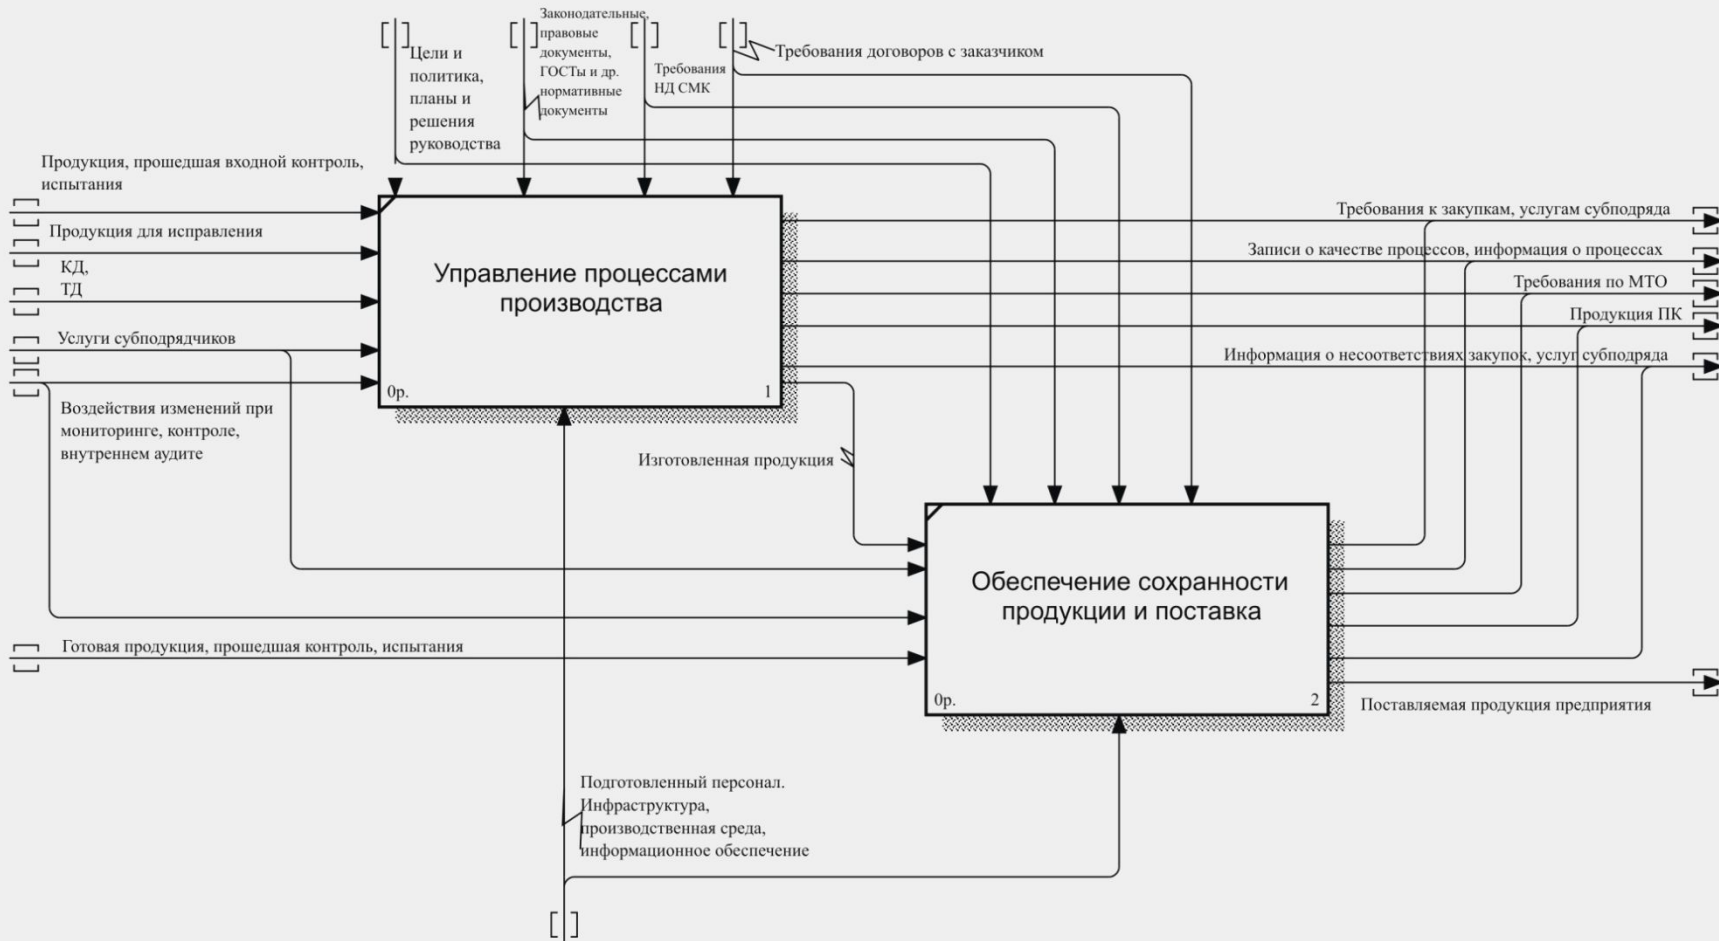 Цели и
политика,
планы и
решения
руководства
Законодательные,
правовые
документы,
ГОСТы и др.
нормативные
документы
Требования
НД СМК
Требования договоров с заказчиком
Продукция, прошедшая входной контроль,
испытания
Продукция для исправления
КД,
ТД
Услуги субподрядчиков
Воздействия изменений при
мониторинге, контроле,
внутреннем аудите
Управление процессами
производства
0р.
1
Требования к закупкам, услугам субподряда
Записи о качестве процессов, информация о процессах
Требования по МТО
Продукция ПК
Информация о несоответствиях закупок, услуг субподряда
Изготовленная продукция
Готовая продукция, прошедшая контроль, испытания
Обеспечение сохранности
продукции и поставка
0р.
2
Поставляемая продукция предприятия
Подготовленный персонал.
Инфраструктура,
производственная среда,
информационное обеспечение